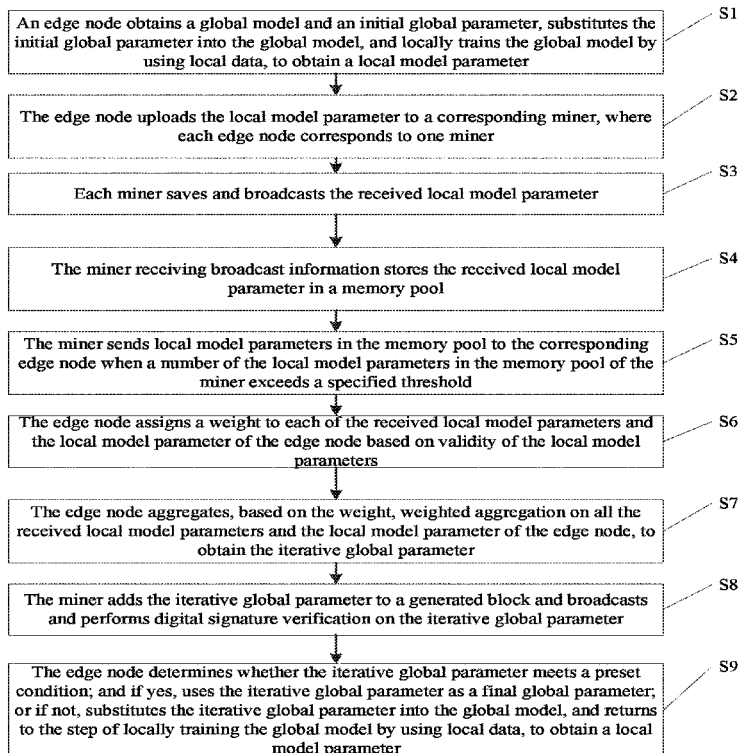 An edge node obtains a global model and an initial global parameter, substitutes the
initial global parameter into the global model, and locally trains the global model by
using local data, to obtain a local model parameter
S1
The edge node uploads the local model parameter to a corresponding miner, where
each edge node corresponds to one miner
S2
Each miner saves and broadcasts the received local model parameter
S3
The miner receiving broadcast information stores the received local model
parameter in a memory pool
S4
The miner sends local model parameters in the memory pool to the corresponding
edge node when a number of the local model parameters in the memory pool of the
miner exceeds a specified threshold
S5
The edge node assigns a weight to each of the received local model parameters and
the local model parameter of the edge node based on validity of the local model
parameters
S6
The edge node aggregates, based on the weight, weighted aggregation on all the
received local model parameters and the local model parameter of the edge node, to
obtain the iterative global parameter
S7
The miner adds the iterative global parameter to a generated block and broadcasts
and performs digital signature verification on the iterative global parameter
S8
The edge node determines whether the iterative global parameter meets a preset
condition; and if yes, uses the iterative global parameter as a final global parameter;
or if not, substitutes the iterative global parameter into the global model, and returns
to the step of locally training the global model by using local data, to obtain a local
model parameter
S9